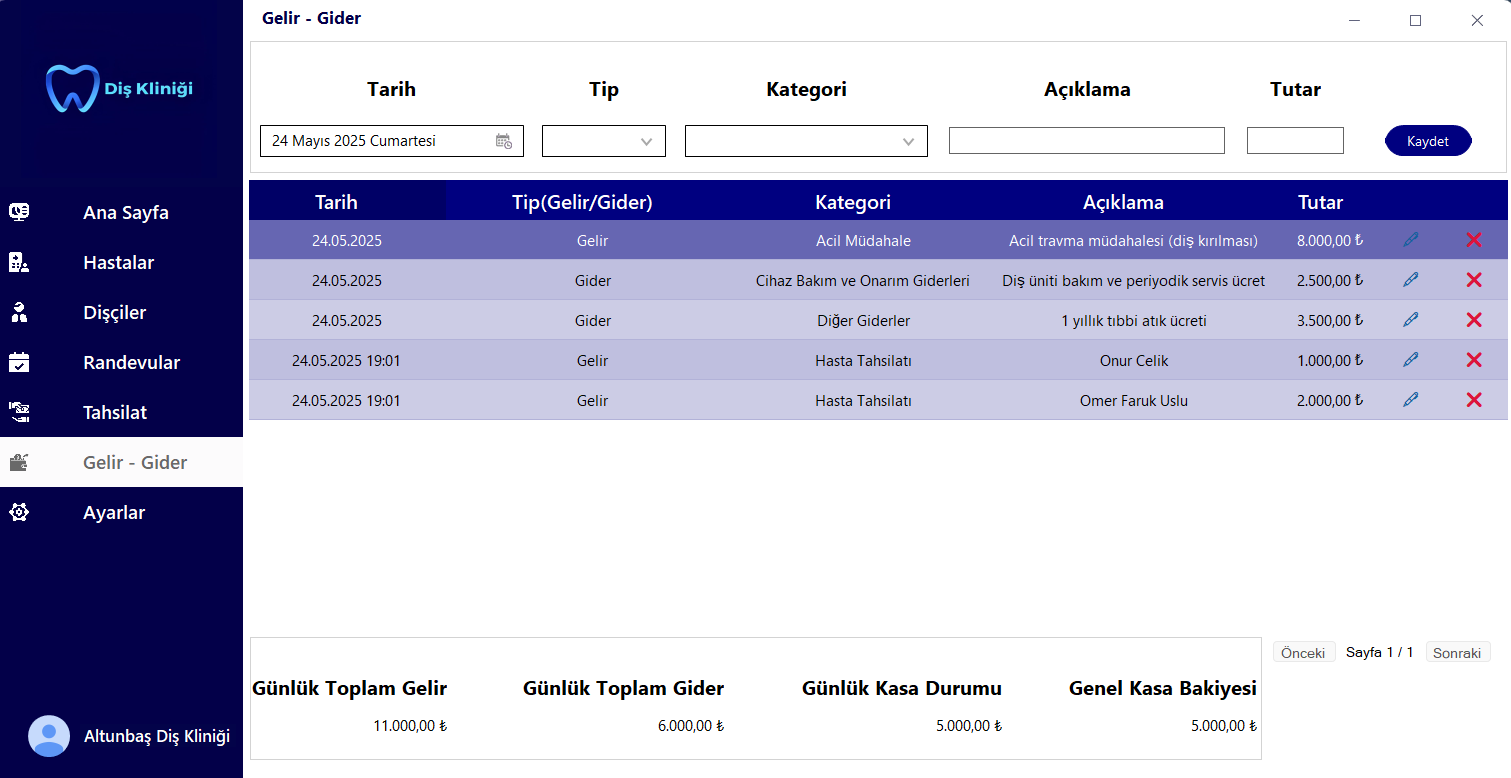 Gelir - Gider
Diş Kliniği
Ana Sayfa
Hastalar
Dişçiler
Randevular
Tahsilat
Gelir - Gider
Ayarlar
Altunbaş Diş Kliniği
Tarih Tip Kategori Açıklama Tutar
24 Mayıs 2025 Cumartesi Kaydet
Tarih Tip(Gelir/Gider) Kategori Açıklama Tutar
24.05.2025 Gelir Acil Müdahale Acil travma müdahalesi (diş kırılması) 8.000,00 ₺
24.05.2025 Gider Cihaz Bakım ve Onarım Giderleri Diş üniti bakım ve periyodik servis ücret 2.500,00 ₺
24.05.2025 Gider Diğer Giderler 1 yıllık tıbbi atık ücreti 3.500,00 ₺
24.05.2025 19:01 Gelir Hasta Tahsilatı Onur Celik 1.000,00 ₺
24.05.2025 19:01 Gelir Hasta Tahsilatı Omer Faruk Uslu 2.000,00 ₺
Önceki Sayfa 1 / 1 Sonraki
Günlük Toplam Gelir Günlük Toplam Gider Günlük Kasa Durumu Genel Kasa Bakiyesi
11.000,00 ₺ 6.000,00 ₺ 5.000,00 ₺ 5.000,00 ₺